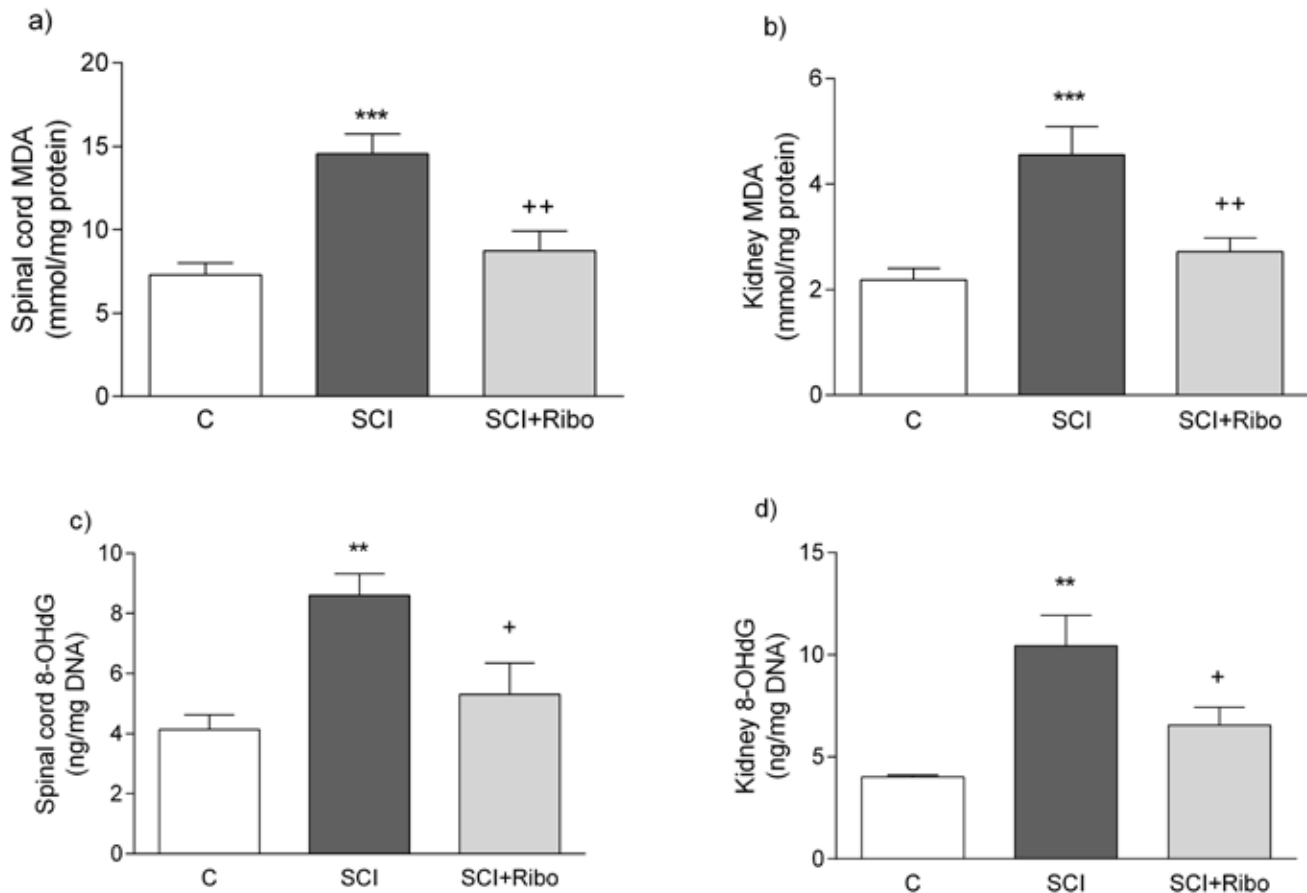 a)
Spinal cord MDA
(mmol/mg protein)
20
15
10
5
0
***
++
C
SCI
SCI+Ribo
b)
Kidney MDA
(mmol/mg protein)
6
4
2
0
***
++
C
SCI
SCI+Ribo
c)
Spinal cord 8-OHdG
(ng/mg DNA)
10
8
6
4
2
0
**
+
C
SCI
SCI+Ribo
d)
Kidney 8-OHdG
(ng/mg DNA)
15
10
5
0
**
+
C
SCI
SCI+Ribo